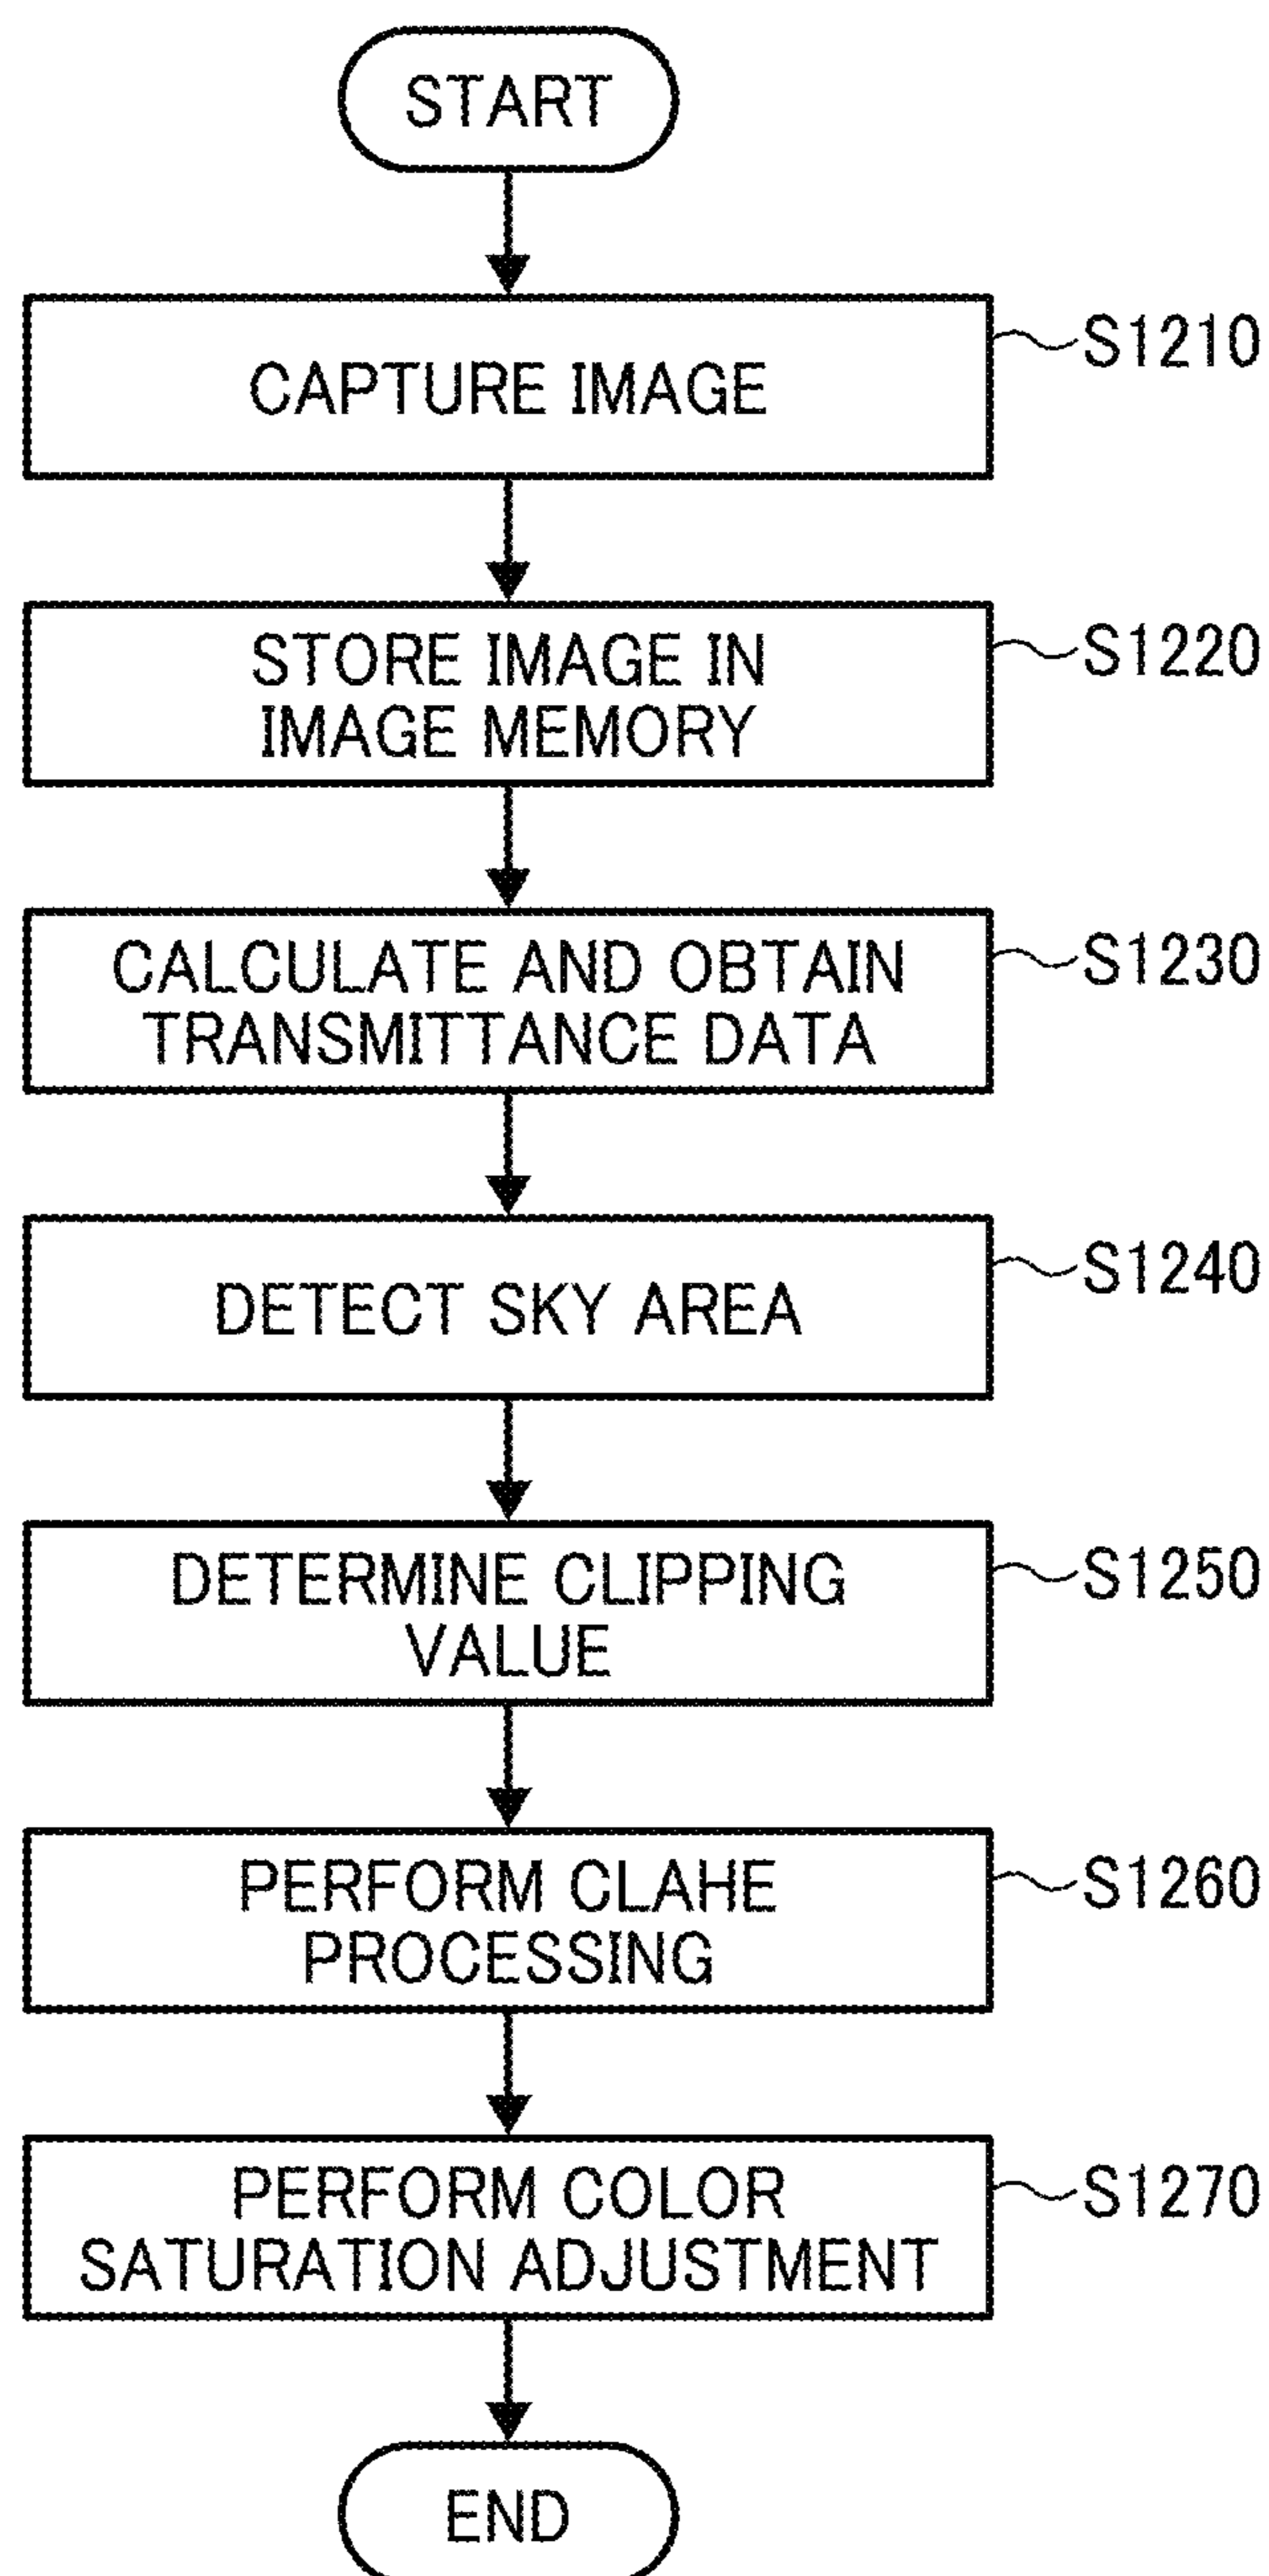 START
CAPTURE IMAGE
S1210
STORE IMAGE IN
IMAGE MEMORY
S1220
CALCULATE AND OBTAIN
TRANSMITTANCE DATA
S1230
DETECT SKY AREA
S1240
DETERMINE CLIPPING
VALUE
S1250
PERFORM CLAHE
PROCESSING
S1260
PERFORM COLOR
SATURATION ADJUSTMENT
S1270
END